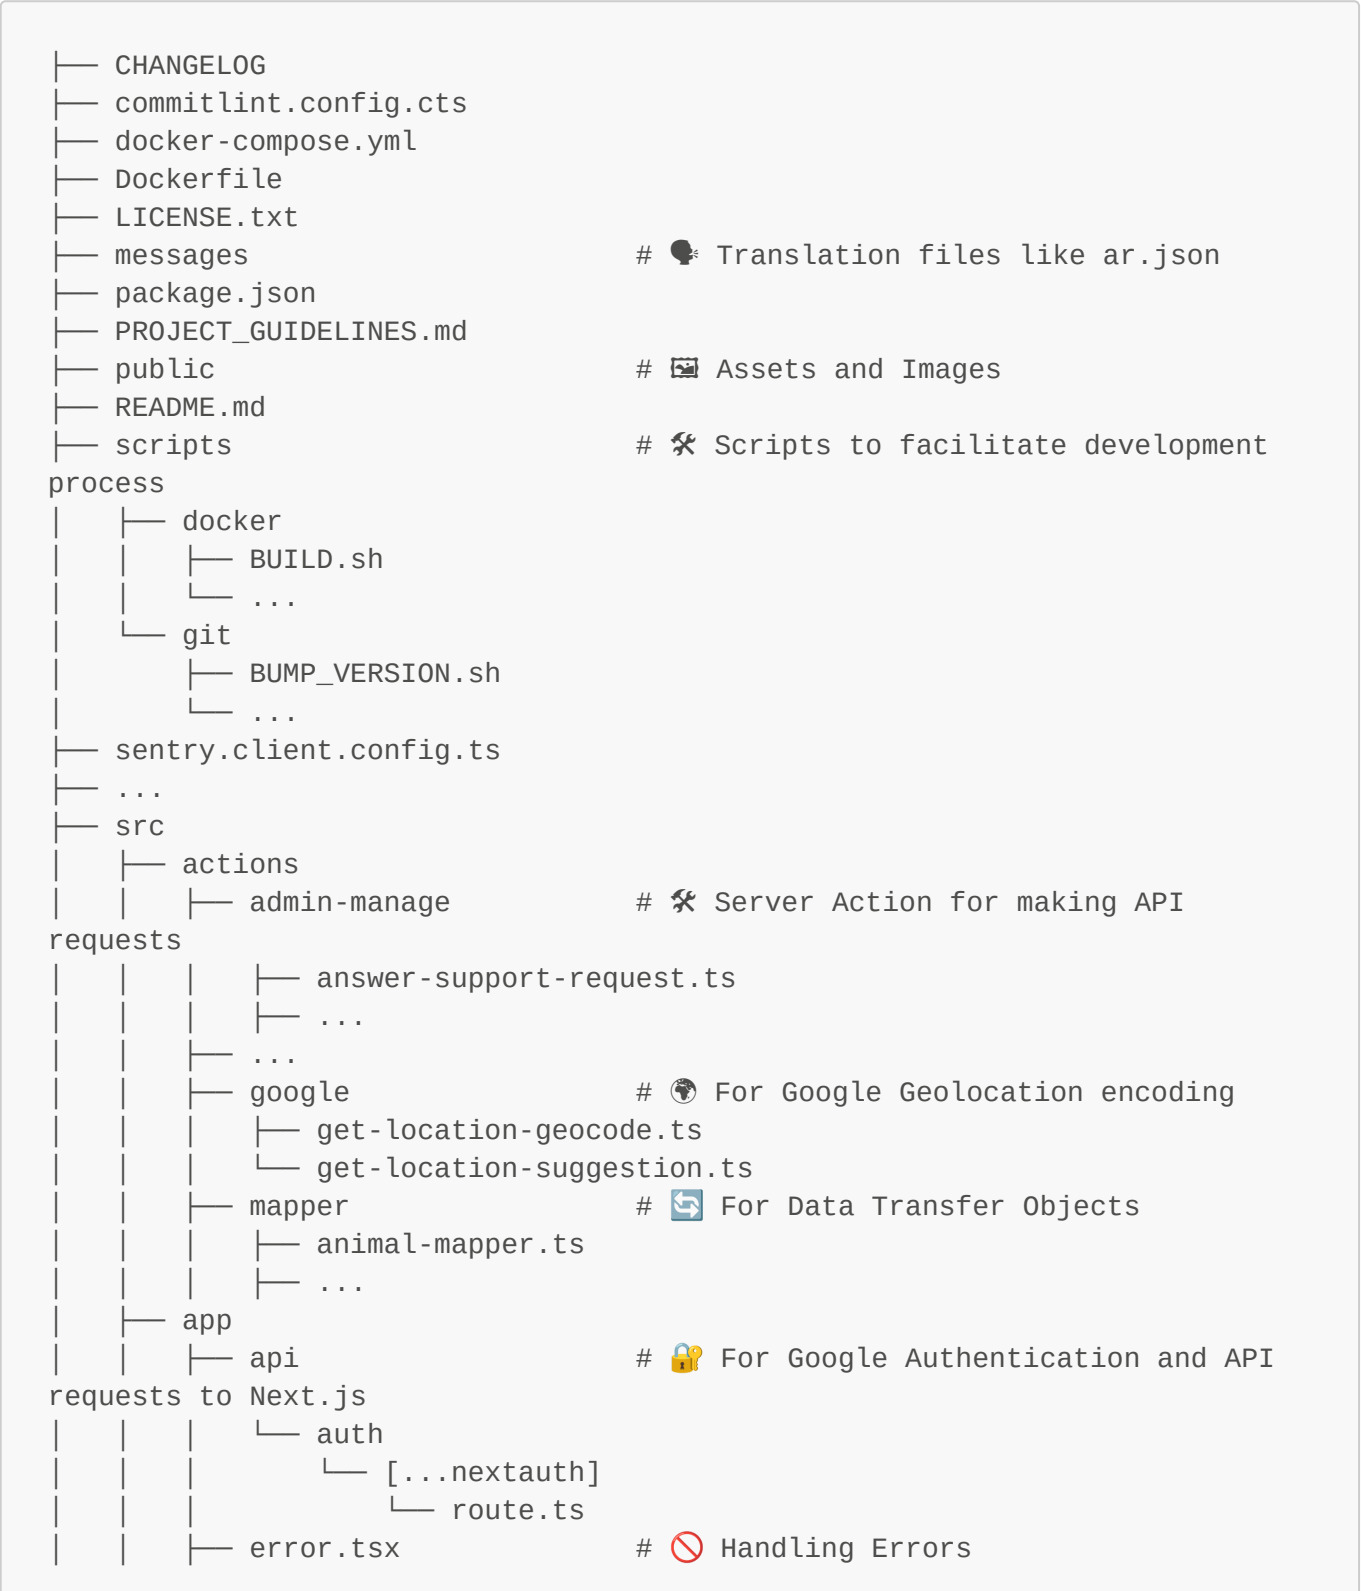 ├── CHANGELOG
├── commitlint.config.cts
├── docker-compose.yml
├── Dockerfile
├── LICENSE.txt
├── messages                       # 🗣 Translation files like ar.json
├── package.json
├── PROJECT_GUIDELINES.md
├── public                         # 🖼 Assets and Images
├── README.md
├── scripts                        # 🛠 Scripts to facilitate development
process
│   ├── docker
│   │   ├── BUILD.sh
│   │   └── ...
│   └── git
│       ├── BUMP_VERSION.sh
│       └── ...
├── sentry.client.config.ts
├── ...
├── src
│   ├── actions
│   │   ├── admin-manage           # 🛠 Server Action for making API
requests
│   │   │   ├── answer-support-request.ts
│   │   │   ├── ...
│   │   ├── ...
│   │   ├── google                 # 🌍 For Google Geolocation encoding
│   │   │   ├── get-location-geocode.ts
│   │   │   └── get-location-suggestion.ts
│   │   ├── mapper                 # 🔄 For Data Transfer Objects
│   │   │   ├── animal-mapper.ts
│   │   │   ├── ...
│   ├── app
│   │   ├── api                    # 🔐 For Google Authentication and API
requests to Next.js
│   │   │   └── auth
│   │   │       └── [...nextauth]
│   │   │           └── route.ts
│   │   ├── error.tsx              # 🚫 Handling Errors